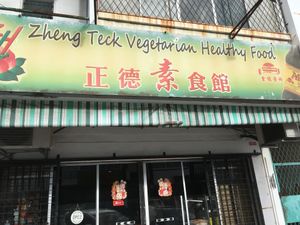 Zheng Teck Vegetarian Healthy Food
正德素食館